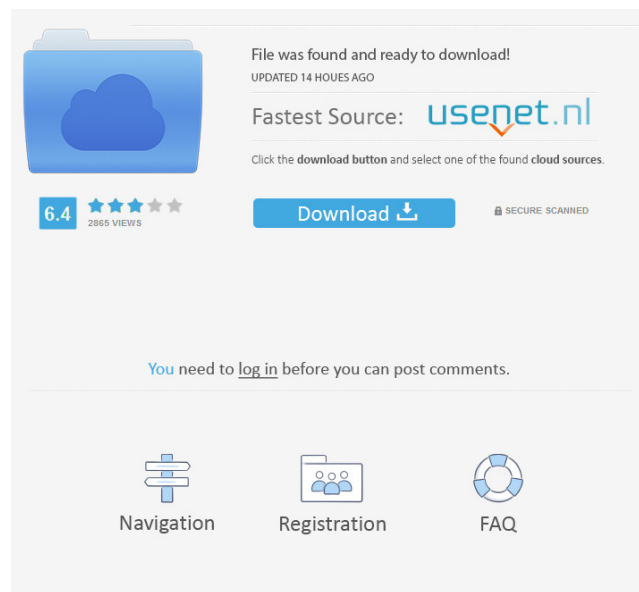 File was found and ready to download!
UPDATED 14 HOUES AGO
Fastest Source: usenet.nl
Click the download button and select one of the found cloud sources.
6.4
2865 VIEWS
Download
SECURE SCANNED
You need to log in before you can post comments.
Navigation
Registration
FAQ